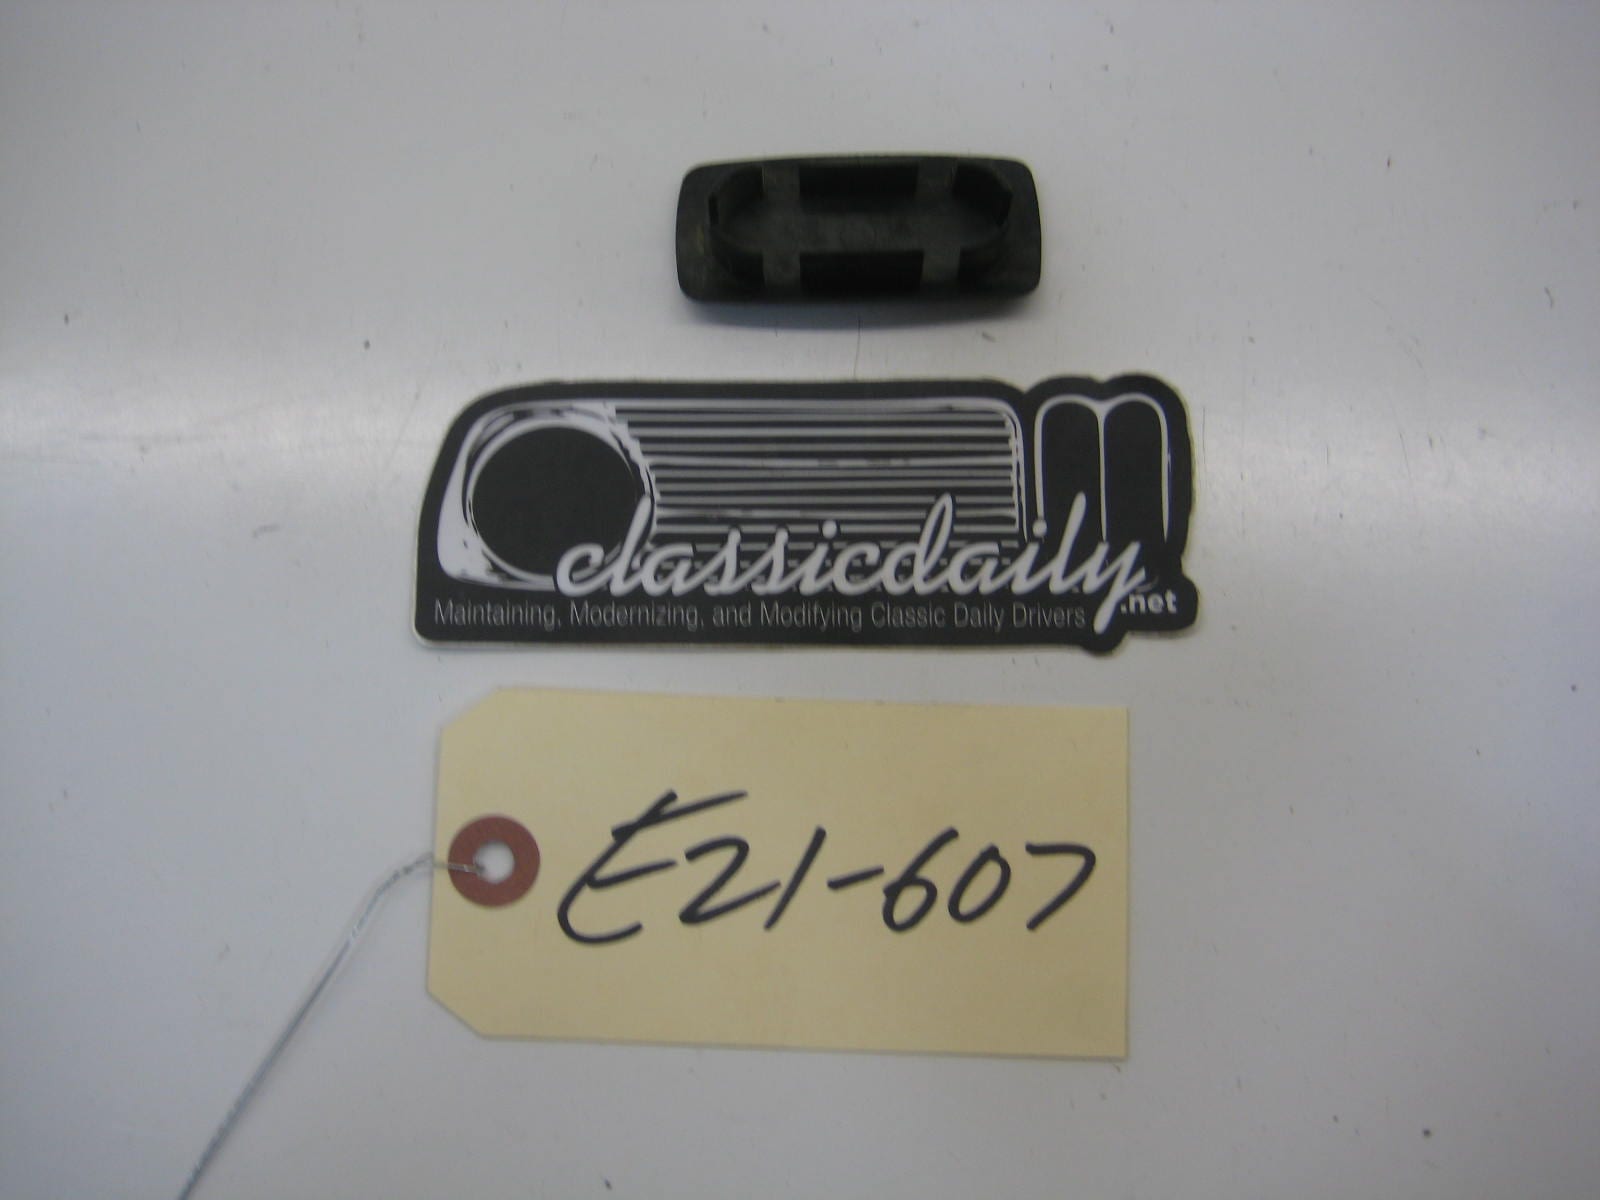 classicdaily.net
Maintaining, Modernizing, and Modifying Classic Daily Drivers
E21-607